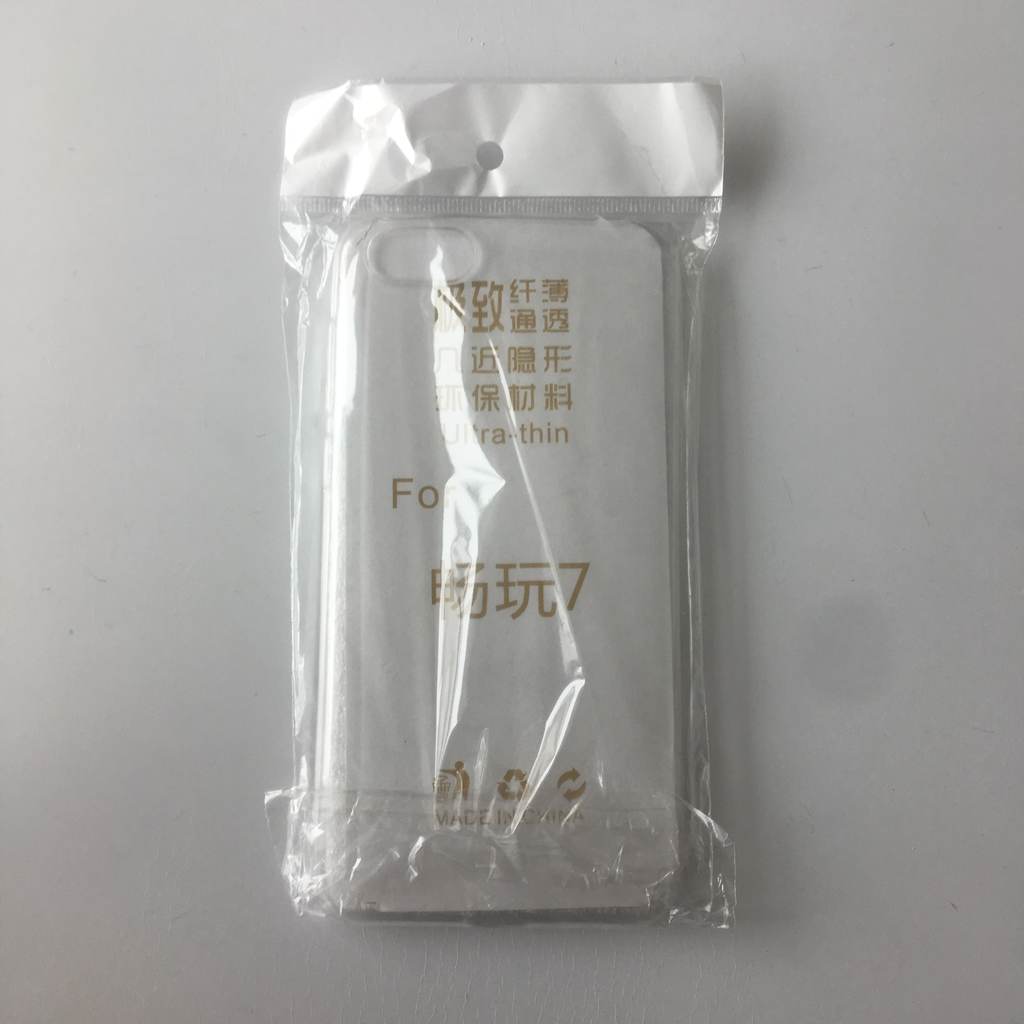 极致纤薄
通透
几近隐形
环保材料
Ultra-thin
For
畅玩7
MADE IN CHINA